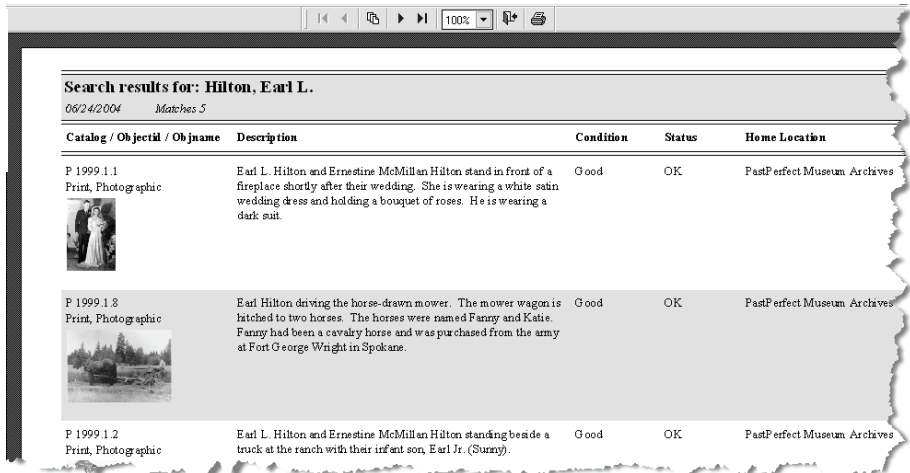 100%
Search results for: Hilton, Earl L.
06/24/2004 Matches 5
Catalog / Objectid / Objname Description Condition Status Home Location
P 1999.1.1 Earl L. Hilton and Ernestine McMillan Hilton stand in front of a Good OK PastPerfect Museum Archives
Print, Photographic fireplace shortly after their wedding. She is wearing a white satin
wedding dress and holding a bouquet of roses. He is wearing a
dark suit.
P 1999.1.8 Earl Hilton driving the horse-drawn mower. The mower wagon is Good OK PastPerfect Museum Archives
Print, Photographic hitched to two horses. The horses were named Fanny and Katie.
Fanny had been a cavalry horse and was purchased from the army
at Fort George Wright in Spokane.
P 1999.1.2 Earl L. Hilton and Ernestine McMillan Hilton standing beside a Good OK PastPerfect Museum Archives
Print, Photographic truck at the ranch with their infant son, Earl Jr. (Sunny).